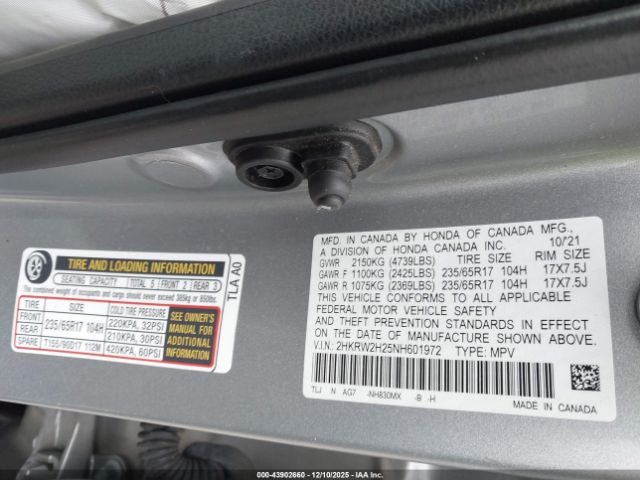 MFD. IN CANADA BY HONDA OF CANADA MFG.,
A DIVISION OF HONDA CANADA INC. 10/21
GVWR 2150KG (4739LBS) TIRE SIZE RIM SIZE
GAWR F 1100KG (2425LBS) 235/65R17 104H 17X7.5J
GAWR R 1075KG (2369LBS) 235/65R17 104H 17X7.5J
THIS VEHICLE CONFORMS TO ALL APPLICABLE
FEDERAL MOTOR VEHICLE SAFETY
AND THEFT PREVENTION STANDARDS IN EFFECT
ON THE DATE OF MANUFACTURE SHOWN ABOVE.
V.I.N: 2HKRW2H25NH601972 TYPE: MPV
TLJ N AG7 -NH830MX -B -H
MADE IN CANADA
TIRE AND LOADING INFORMATION
SEATING CAPACITY TOTAL 5 FRONT 2 REAR 3
The combined weight of occupants and cargo should never exceed 385kg or 850lbs.
TIRE SIZE COLD TIRE PRESSURE
FRONT 235/65R17 104H 220KPA, 32PSI
REAR 210KPA, 30PSI
SPARE T155/90D17 112M 420KPA, 60PSI
SEE OWNER'S
MANUAL FOR
ADDITIONAL
INFORMATION
TLA A0
000-43902660 - 12/10/2025 - IAAI.com